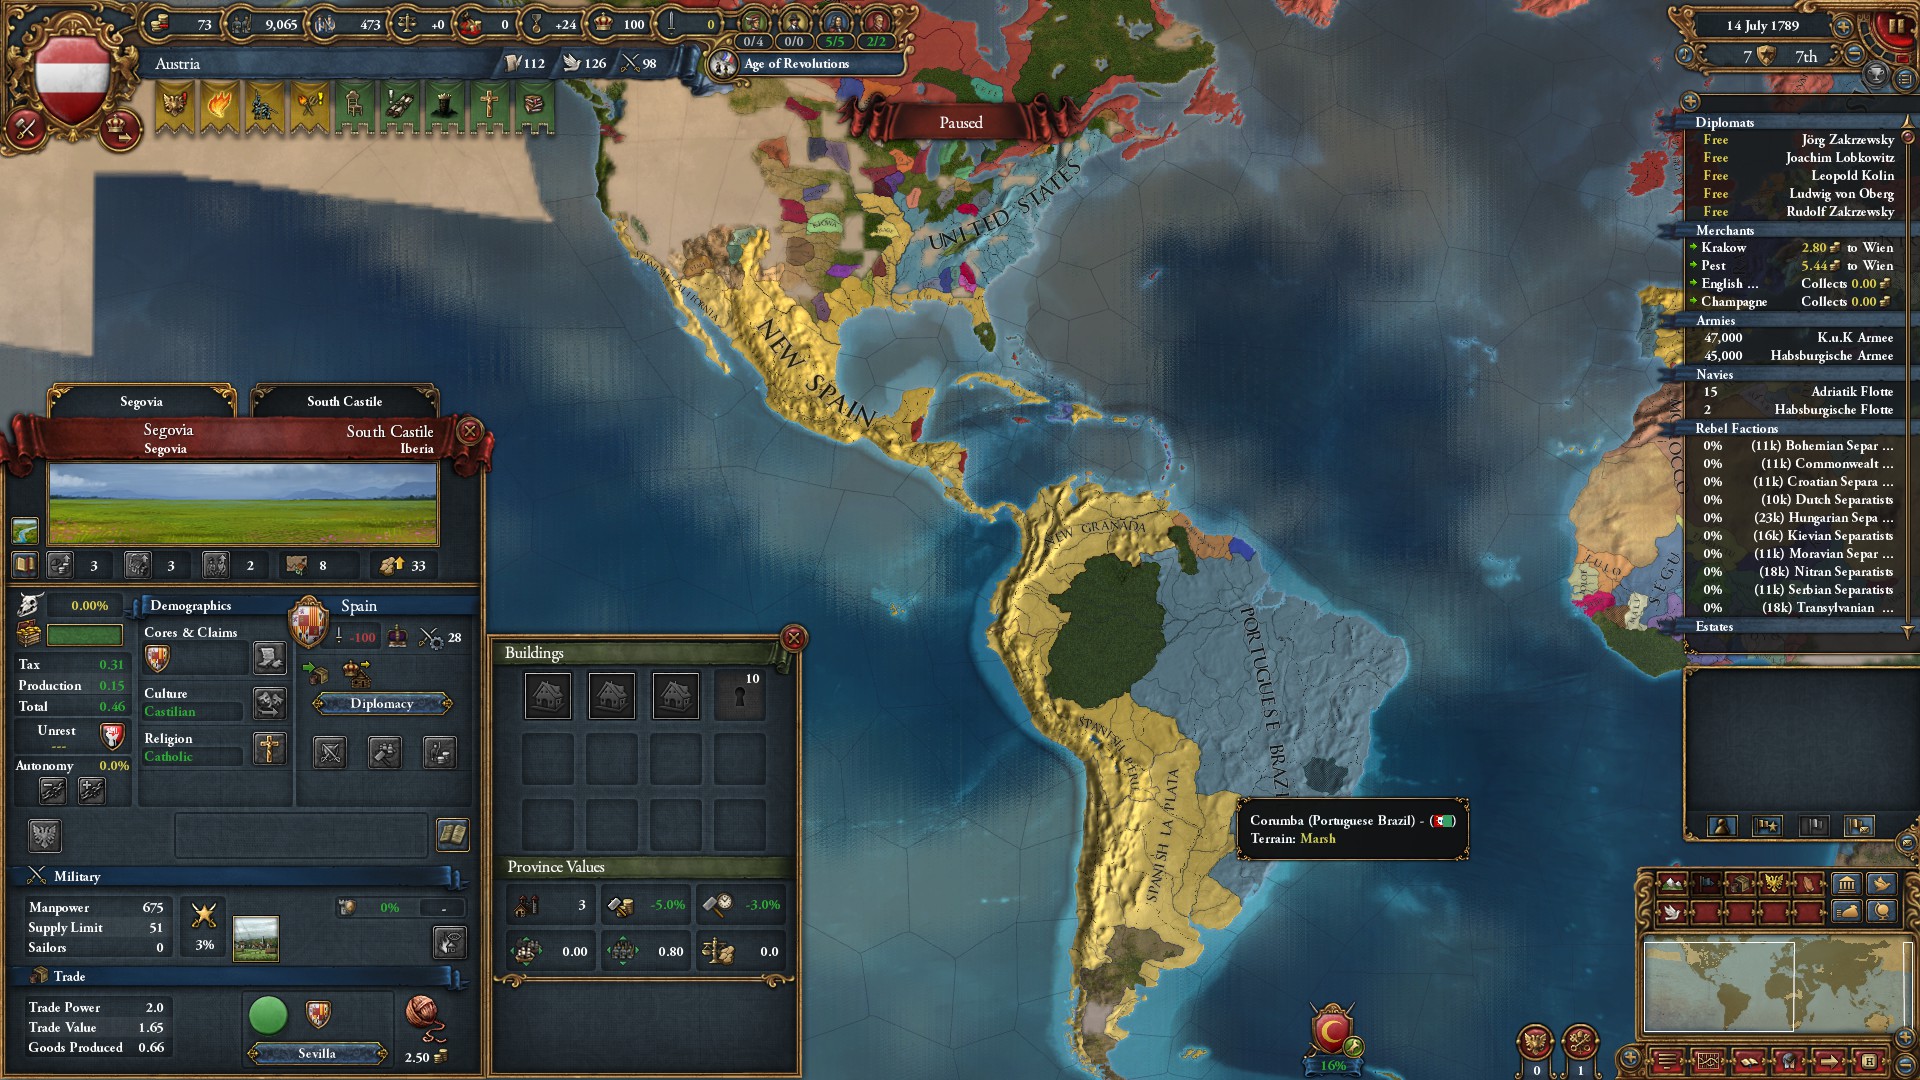 73
9,065
473
+0
0
+24
100
0
0/4
0/0
5/5
2/2
Austria
112
126
98
Age of Revolutions
14 July 1789
7
7th
Paused
Diplomats
Free Jörg Zakrzewsky
Free Joachim Lobkowitz
Free Leopold Kolin
Free Ludwig von Oberg
Free Rudolf Zakrzewsky
Merchants
Krakow 2.80 to Wien
Pest 5.44 to Wien
English ... Collects 0.00
Champagne Collects 0.00
Armies
47,000 K.u.K Armee
45,000 Habsburgische Armee
Navies
15 Adriatik Flotte
2 Habsburgische Flotte
Rebel Factions
0% (11k) Bohemian Separ ...
0% (11k) Commonwealt ...
0% (11k) Croatian Separa ...
0% (10k) Dutch Separatists
0% (23k) Hungarian Sepa ...
0% (16k) Kievian Separatists
0% (11k) Moravian Separ ...
0% (18k) Nitran Separatists
0% (11k) Serbian Separatists
0% (18k) Transylvanian ...
Estates
UNITED STATES
SPANISH CALIFORNIA
NEW SPAIN
NEW GRANADA
PORTUGUESE BRAZI
SPANISH PERU
SPANISH LA PLATA
FULO
SEGU
Corumba (Portuguese Brazil) - ( )
Terrain: Marsh
Segovia
South Castile
Segovia
South Castile
Segovia
Iberia
3
3
2
8
33
0.00%
Demographics
Spain
Cores & Claims
-100
28
Tax 0.31
Production 0.15
Total 0.46
Culture
Castilian
Diplomacy
Unrest
---
Religion
Catholic
Autonomy 0.0%
Military
Manpower 675
Supply Limit 51
Sailors 0
3%
0%
-
Trade
Trade Power 2.0
Trade Value 1.65
Goods Produced 0.66
Sevilla
2.50
Buildings
10
Province Values
3
-5.0%
-3.0%
0.00
0.80
0.0
16%
0
1
H